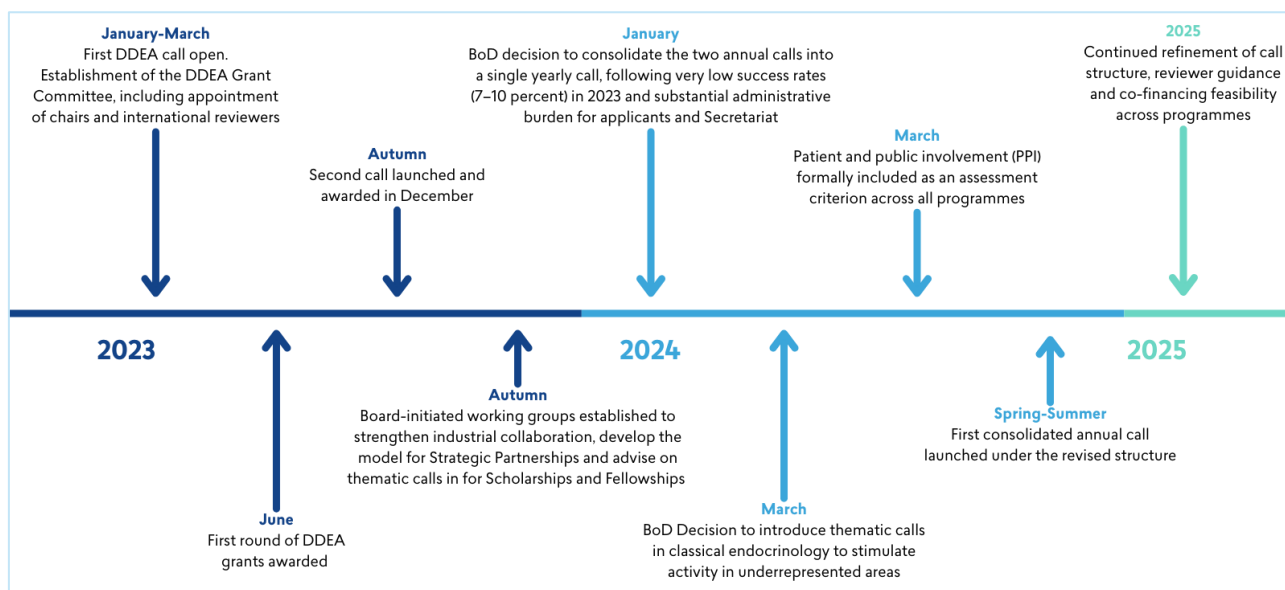 January-March
First DDEA call open.
Establishment of the DDEA Grant
Committee, including appointment
of chairs and international reviewers
Autumn
Second call launched and
awarded in December
January
BoD decision to consolidate the two annual calls into
a single yearly call, following very low success rates
(7–10 percent) in 2023 and substantial administrative
burden for applicants and Secretariat
March
Patient and public involvement (PPI)
formally included as an assessment
criterion across all programmes
2025
Continued refinement of call
structure, reviewer guidance
and co-financing feasibility
across programmes
2023
2024
2025
June
First round of DDEA
grants awarded
Autumn
Board-initiated working groups established to
strengthen industrial collaboration, develop the
model for Strategic Partnerships and advise on
thematic calls in for Scholarships and Fellowships
March
BoD Decision to introduce thematic calls
in classical endocrinology to stimulate
activity in underrepresented areas
Spring-Summer
First consolidated annual call
launched under the revised structure